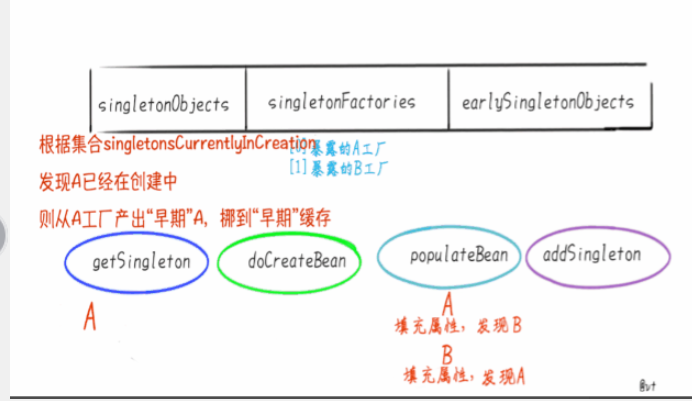 singletonObjects singletonFactories earlySingletonObjects
根据集合singletonsCurrentlyInCreation
[0]暴露的A工厂
[1]暴露的B工厂
发现A已经在创建中
则从A工厂产出“早期”A，挪到“早期”缓存
getSingleton doCreateBean populateBean addSingleton
A
A
填充属性，发现B
B
填充属性，发现A